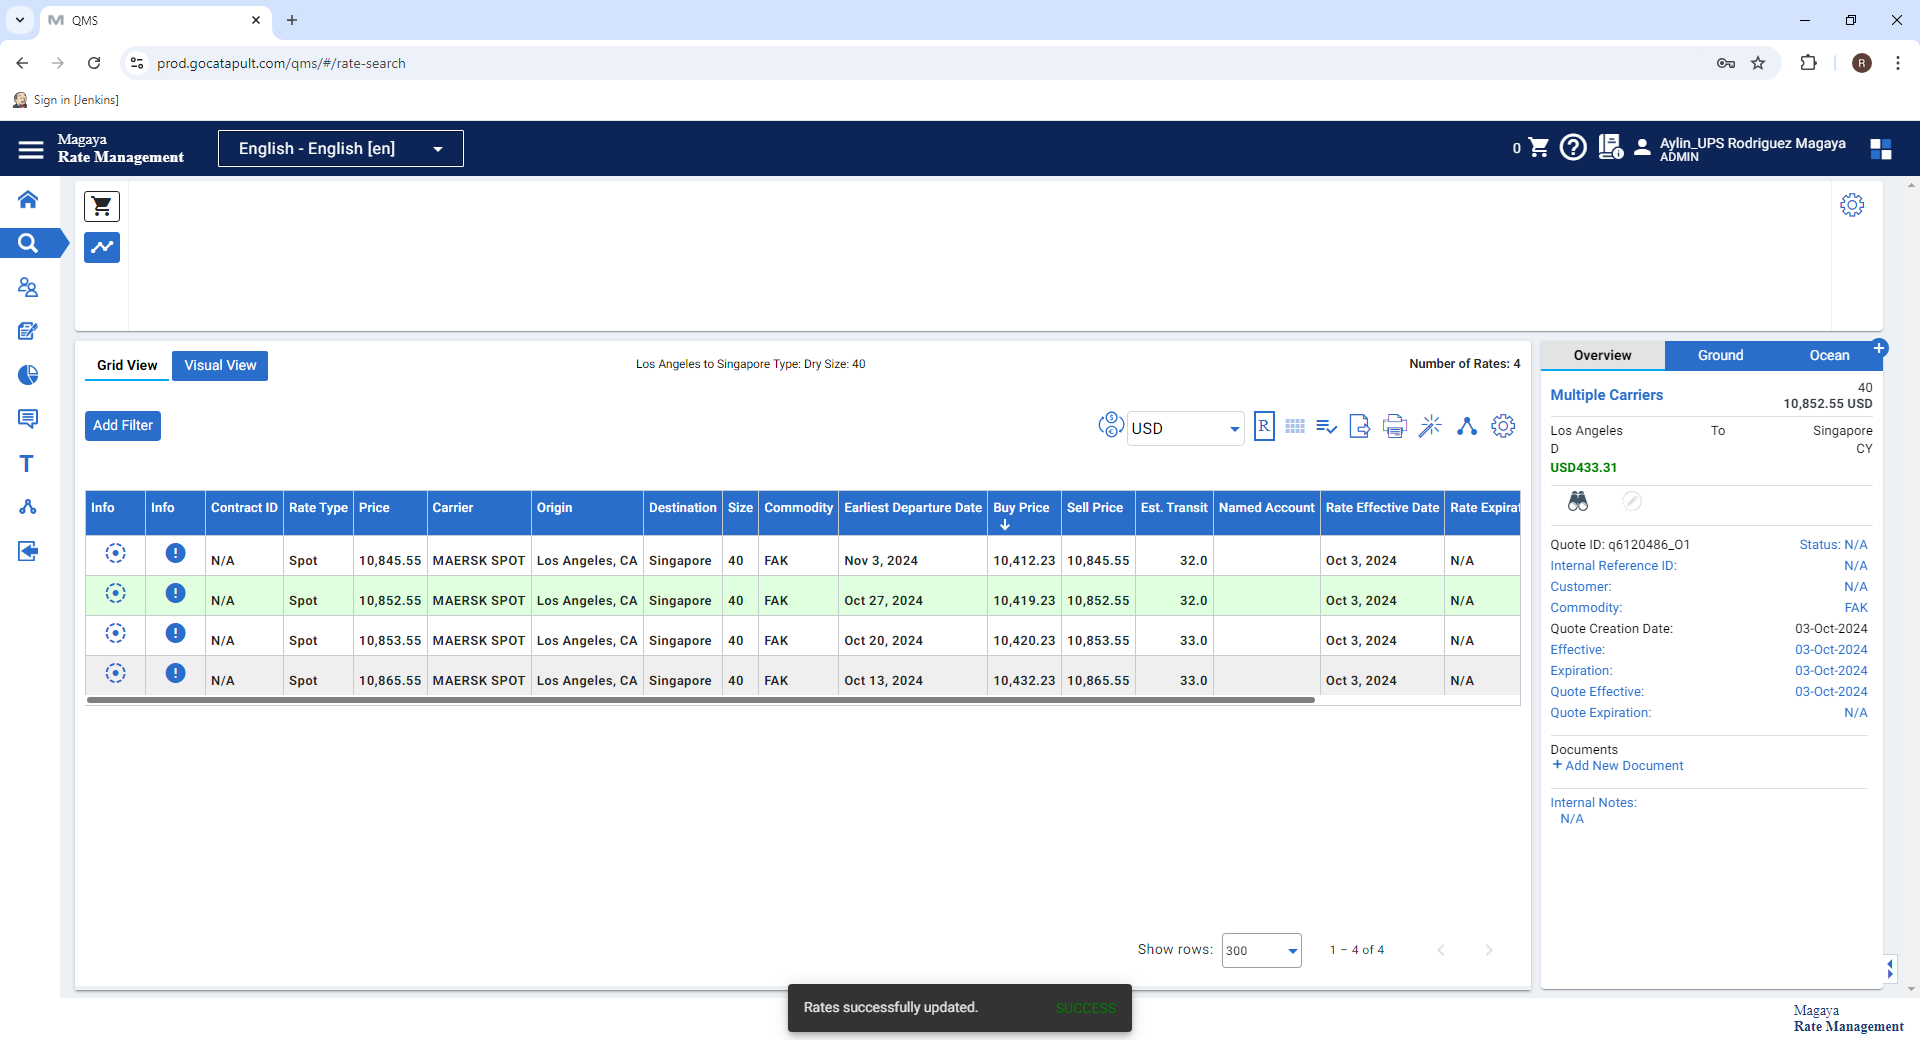 QMS
prod.gocatapult.com/qms/#/rate-search
R
Sign in [Jenkins]
Magaya
Rate Management
English - English [en]
0
Aylin_UPS Rodriguez Magaya
ADMIN
Grid View
Visual View
Los Angeles to Singapore Type: Dry Size: 40
Number of Rates: 4
Add Filter
USD
R
Info Info Contract ID Rate Type Price Carrier Origin Destination Size Commodity Earliest Departure Date Buy Price Sell Price Est. Transit Named Account Rate Effective Date Rate Expirat
N/A Spot 10,845.55 MAERSK SPOT Los Angeles, CA Singapore 40 FAK Nov 3, 2024 10,412.23 10,845.55 32.0 Oct 3, 2024 N/A
N/A Spot 10,852.55 MAERSK SPOT Los Angeles, CA Singapore 40 FAK Oct 27, 2024 10,419.23 10,852.55 32.0 Oct 3, 2024 N/A
N/A Spot 10,853.55 MAERSK SPOT Los Angeles, CA Singapore 40 FAK Oct 20, 2024 10,420.23 10,853.55 33.0 Oct 3, 2024 N/A
N/A Spot 10,865.55 MAERSK SPOT Los Angeles, CA Singapore 40 FAK Oct 13, 2024 10,432.23 10,865.55 33.0 Oct 3, 2024 N/A
Show rows: 300 1 – 4 of 4
Overview Ground Ocean +
40
Multiple Carriers 10,852.55 USD
Los Angeles To Singapore
D CY
USD433.31
Quote ID: q6120486_O1 Status: N/A
Internal Reference ID: N/A
Customer: N/A
Commodity: FAK
Quote Creation Date: 03-Oct-2024
Effective: 03-Oct-2024
Expiration: 03-Oct-2024
Quote Effective: 03-Oct-2024
Quote Expiration: N/A
Documents
+ Add New Document
Internal Notes:
N/A
Rates successfully updated. SUCCESS
Magaya
Rate Management